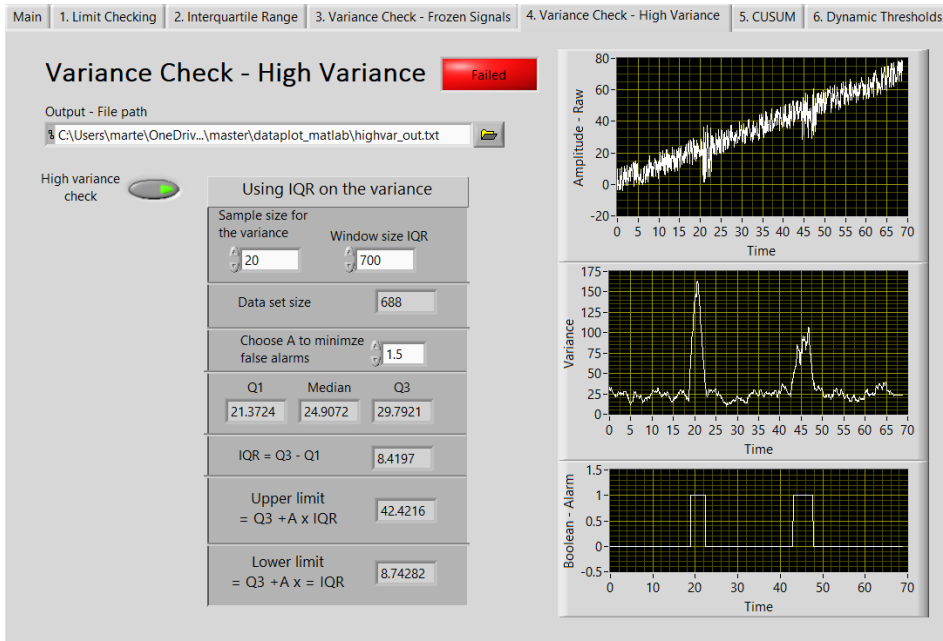 Main
1. Limit Checking
2. Interquartile Range
3. Variance Check - Frozen Signals
4. Variance Check - High Variance
5. CUSUM
6. Dynamic Thresholds
Variance Check - High Variance
Failed
Output - File path
C:\Users\marte\OneDriv...\master\dataplot_matlab\highvar_out.txt
High variance
check
Using IQR on the variance
Sample size for
the variance
20
Window size IQR
700
Data set size
688
Choose A to minimze
false alarms
1.5
Q1
Median
Q3
21.3724
24.9072
29.7921
IQR = Q3 - Q1
8.4197
Upper limit
= Q3 +A x IQR
42.4216
Lower limit
= Q3 +A x = IQR
8.74282
Amplitude - Raw
80
60
40
20
0
-20
0 5 10 15 20 25 30 35 40 45 50 55 60 65 70
Time
Variance
175
150
125
100
75
50
25
0
0 5 10 15 20 25 30 35 40 45 50 55 60 65 70
Time
Boolean - Alarm
1.5
1
0.5
0
-0.5
0 10 20 30 40 50 60 70
Time